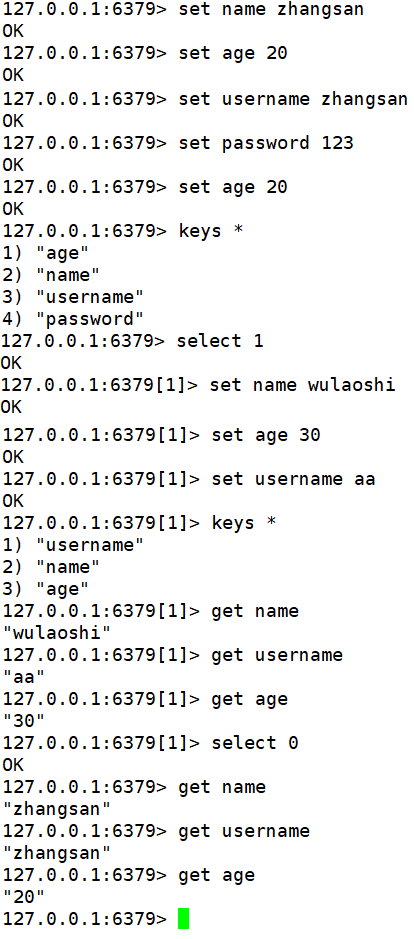 127.0.0.1:6379> set name zhangsan
OK
127.0.0.1:6379> set age 20
OK
127.0.0.1:6379> set username zhangsan
OK
127.0.0.1:6379> set password 123
OK
127.0.0.1:6379> set age 20
OK
127.0.0.1:6379> keys *
1) "age"
2) "name"
3) "username"
4) "password"
127.0.0.1:6379> select 1
OK
127.0.0.1:6379[1]> set name wulaoshi
OK
127.0.0.1:6379[1]> set age 30
OK
127.0.0.1:6379[1]> set username aa
OK
127.0.0.1:6379[1]> keys *
1) "username"
2) "name"
3) "age"
127.0.0.1:6379[1]> get name
"wulaoshi"
127.0.0.1:6379[1]> get username
"aa"
127.0.0.1:6379[1]> get age
"30"
127.0.0.1:6379[1]> select 0
OK
127.0.0.1:6379> get name
"zhangsan"
127.0.0.1:6379> get username
"zhangsan"
127.0.0.1:6379> get age
"20"
127.0.0.1:6379>